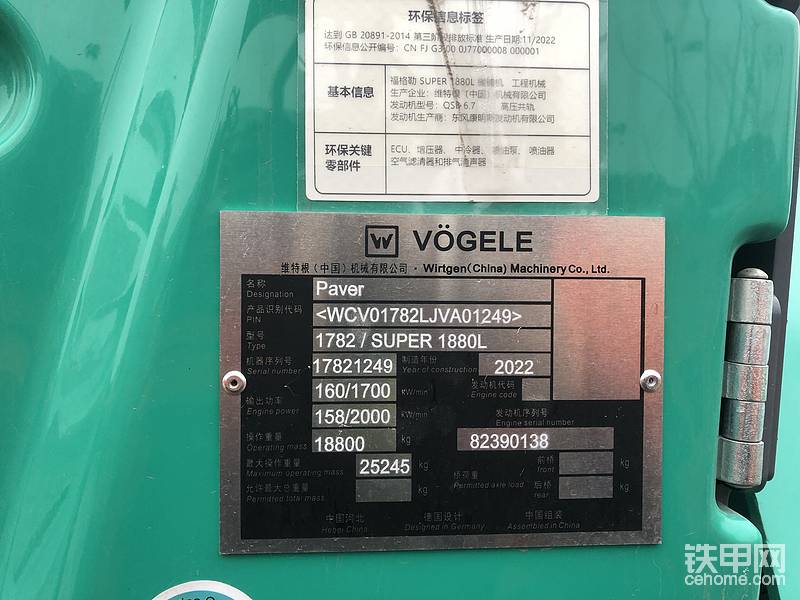 环保信息标签
达到 GB 20891-2014 第三阶段排放标准 生产日期:11/2022
环保信息公开编号: CN FJ G3 00 0J77000008 000001
基本信息
福格勒 SUPER 1880L 摊铺机 工程机械
生产企业: 维特根（中国）机械有限公司
发动机型号: QSB 6.7 高压共轨
发动机生产商: 东风康明斯发动机有限公司
环保关键
零部件
ECU、增压器、中冷器、喷油泵、喷油器
空气滤清器和排气消声器
W VÖGELE
维特根（中国）机械有限公司 · Wirtgen(China) Machinery Co., Ltd.
名称
Designation
Paver
产品识别代码
PIN
<WCV01782LJVA01249>
型号
Type
1782 / SUPER 1880L
机器序列号
Serial number
17821249
制造年份
Year of construction
2022
输出功率
Engine power
160/1700 kW/min
158/2000 kW/min
发动机代码
Engine code
发动机序列号
Engine serial number
82390138
操作重量
Operating mass
18800 kg
最大操作重量
Maximum operating mass
25245 kg
允许最大总重量
Permitted total mass
kg
桥荷重
Permitted axle load
前桥
front
kg
后桥
rear
kg
中国河北
Hebei China
德国设计
Designed in Germany
中国组装
Assembled in China
铁甲网
cehome.com